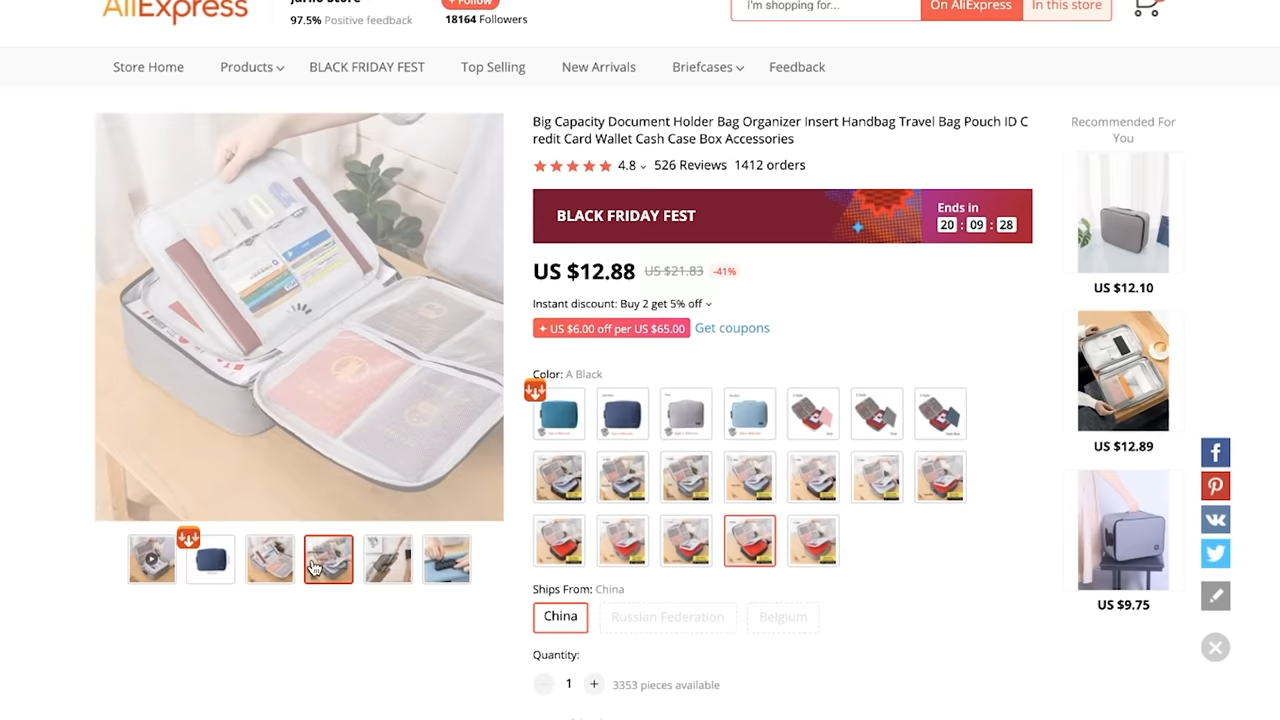 AliExpress
97.5% Positive feedback
+ Follow
18164 Followers
I'm shopping for...
On AliExpress
In this store
Store Home
Products
BLACK FRIDAY FEST
Top Selling
New Arrivals
Briefcases
Feedback
Big Capacity Document Holder Bag Organizer Insert Handbag Travel Bag Pouch ID C
redit Card Wallet Cash Case Box Accessories
4.8
526 Reviews
1412 orders
BLACK FRIDAY FEST
Ends in
20 : 09 : 28
US $12.88
US $21.83
-41%
Instant discount: Buy 2 get 5% off
+ US $6.00 off per US $65.00
Get coupons
Color: A Black
Ships From: China
China
Russian Federation
Belgium
Quantity:
1
+
3353 pieces available
Recommended For
You
US $12.10
US $12.89
US $9.75